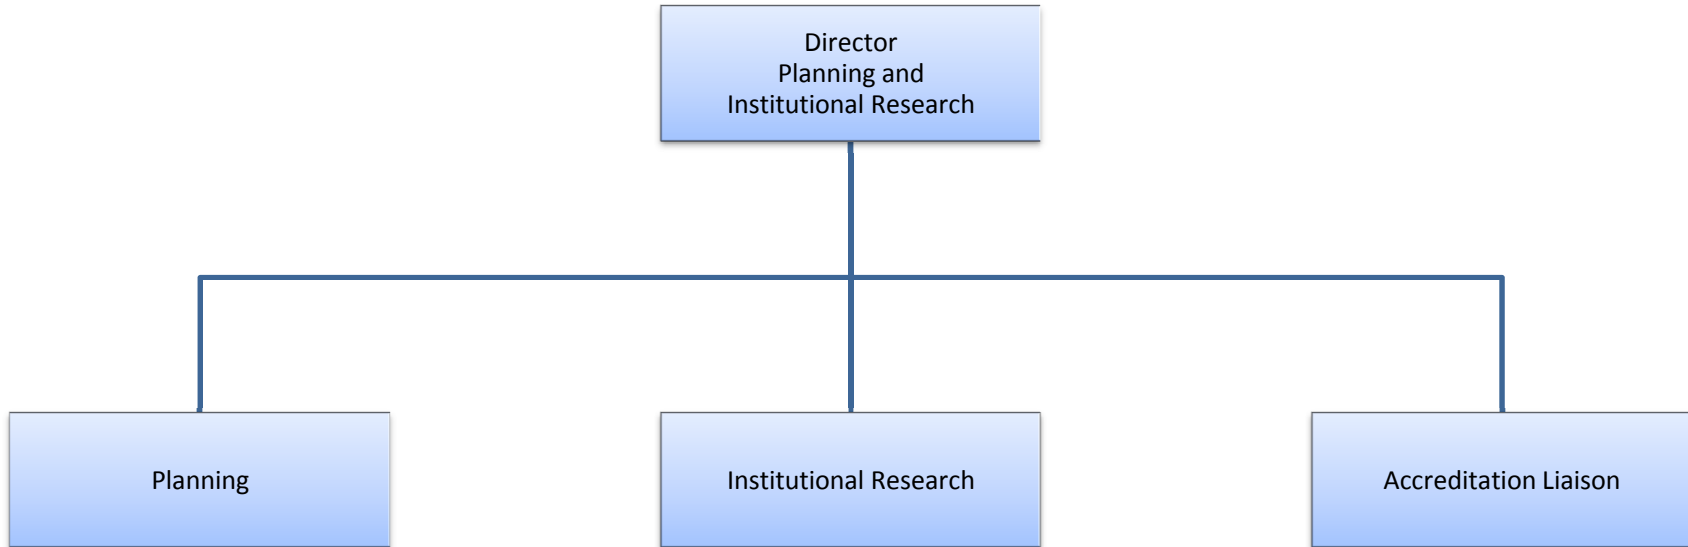 Director
Planning and
Institutional Research
Planning
Institutional Research
Accreditation Liaison